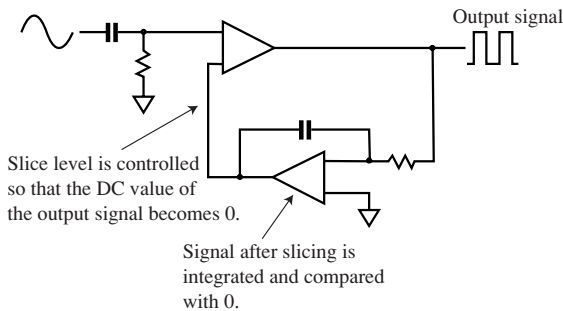 Output signal
Slice level is controlled
so that the DC value of
the output signal becomes 0.
Signal after slicing is
integrated and compared
with 0.